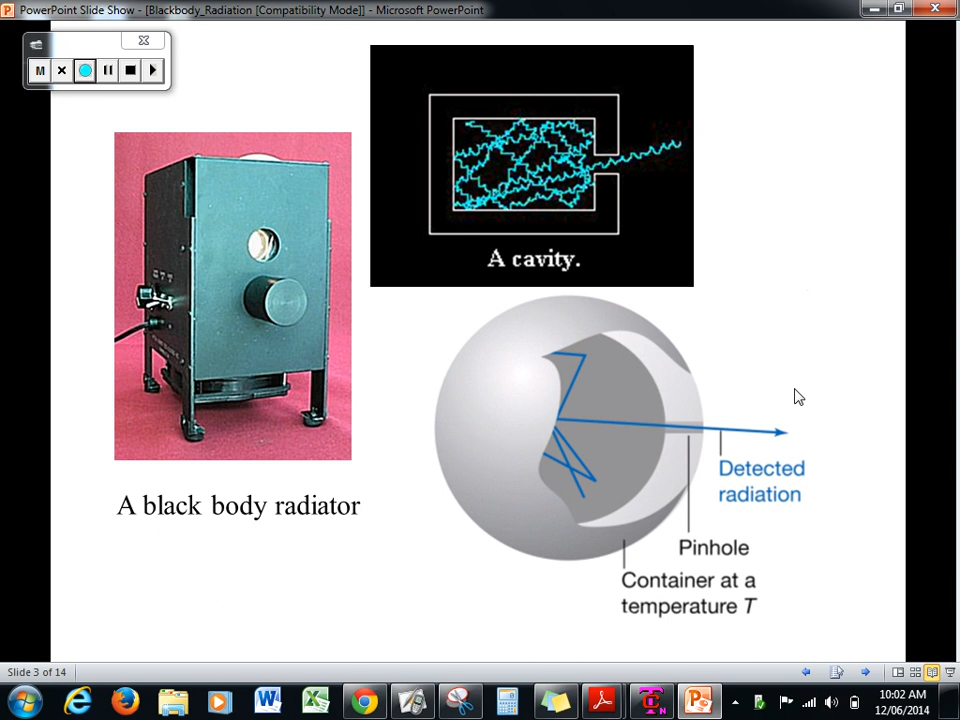 PowerPoint Slide Show - [Blackbody_Radiation [Compatibility Mode]] - Microsoft PowerPoint
M
A cavity.
A black body radiator
Detected
radiation
Pinhole
Container at a
temperature T
Slide 3 of 14
10:02 AM
12/06/2014